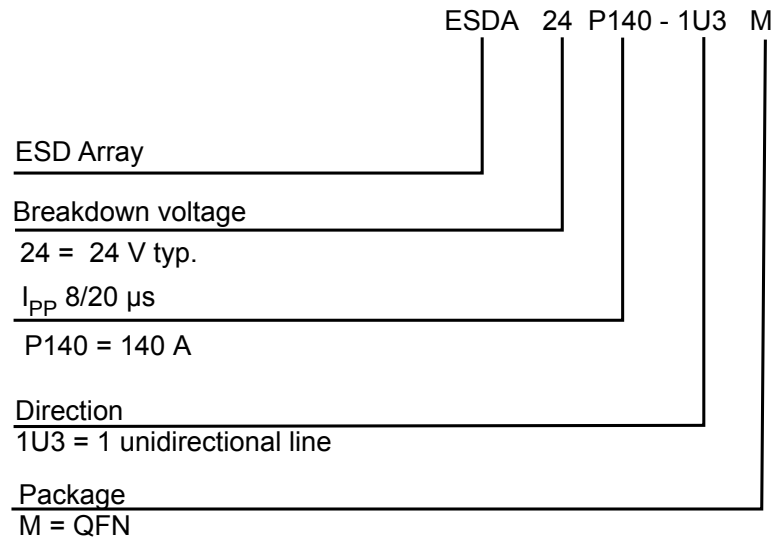 ESDA 24 P140 - 1U3 M
ESD Array
Breakdown voltage
24 = 24 V typ.
IPP 8/20 µs
P140 = 140 A
Direction
1U3 = 1 unidirectional line
Package
M = QFN